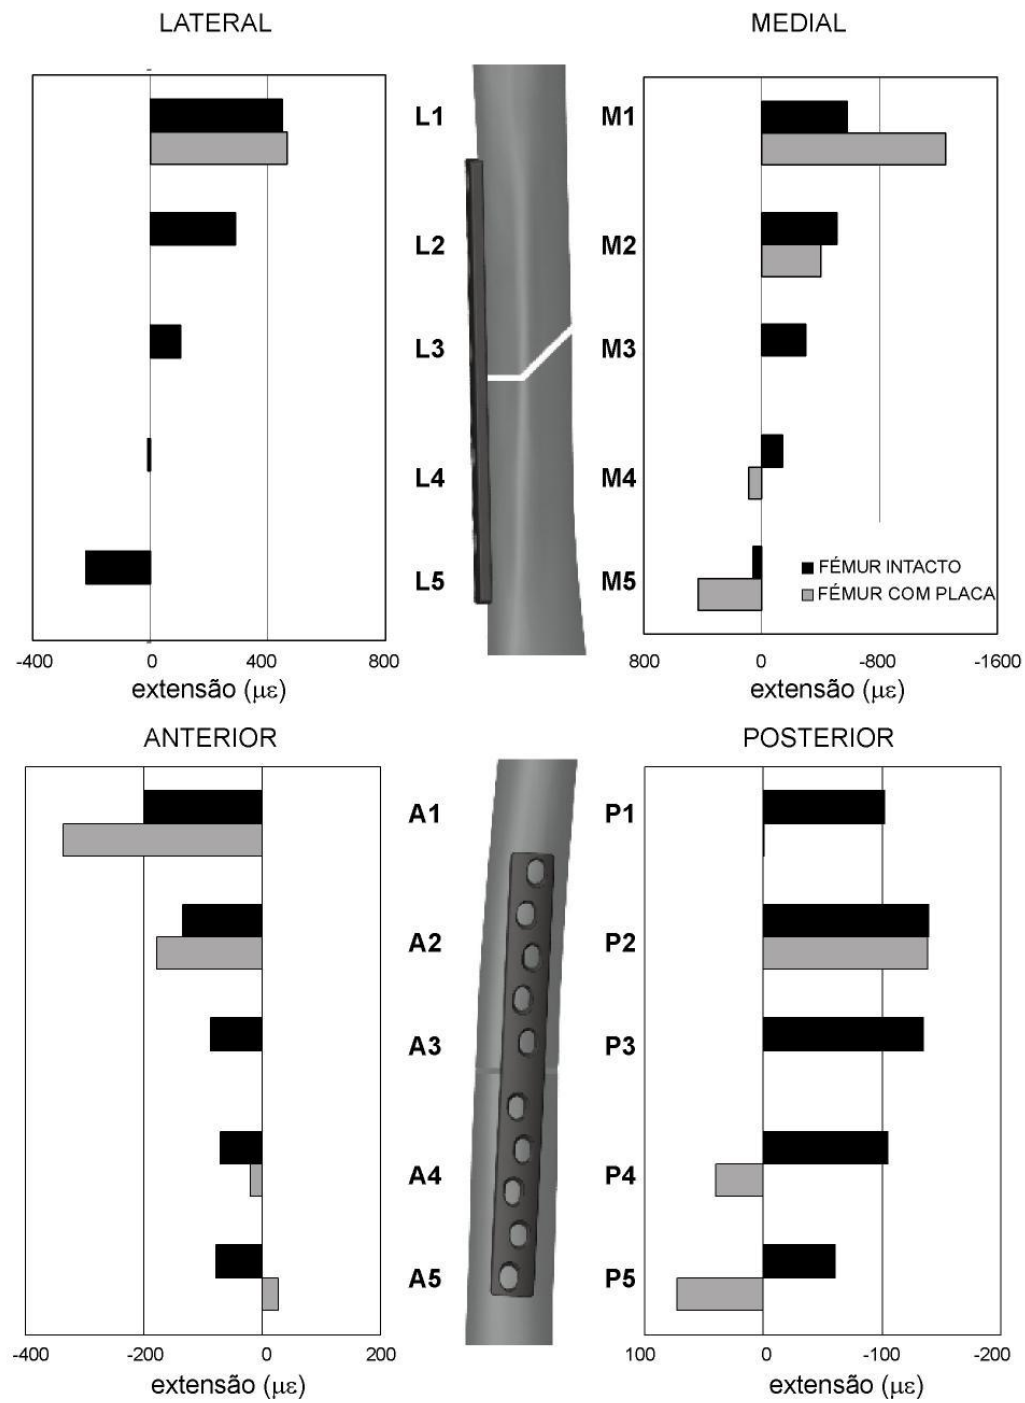 LATERAL
MEDIAL
L1
M1
L2
M2
L3
M3
L4
M4
L5
M5
FÉMUR INTACTO
FÉMUR COM PLACA
-400 0 400 800
800 0 -800 -1600
extensão (με)
extensão (με)
ANTERIOR
POSTERIOR
A1
P1
A2
P2
A3
P3
A4
P4
A5
P5
-400 -200 0 200
100 0 -100 -200
extensão (με)
extensão (με)